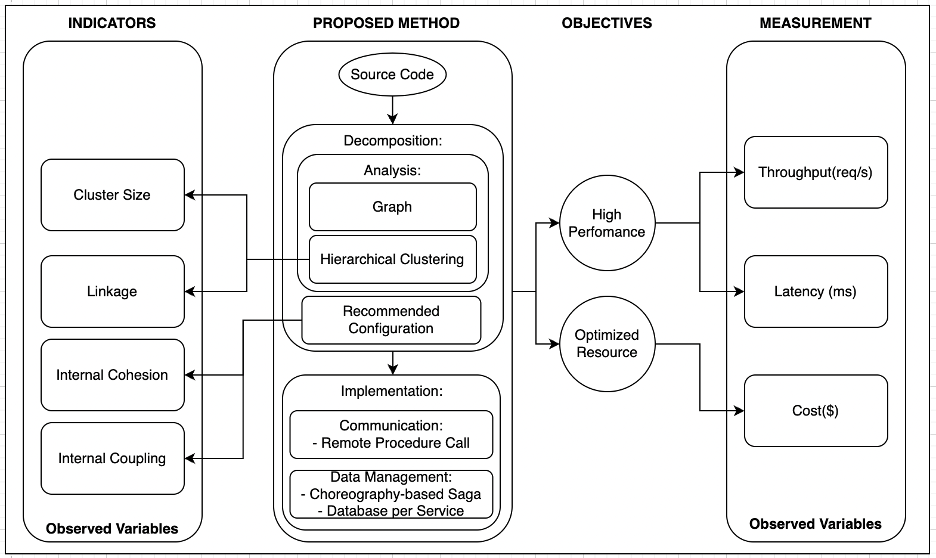 INDICATORS
PROPOSED METHOD
OBJECTIVES
MEASUREMENT
Cluster Size
Linkage
Internal Cohesion
Internal Coupling
Observed Variables
Source Code
Decomposition:
Analysis:
Graph
Hierarchical Clustering
Recommended
Configuration
Implementation:
Communication:
- Remote Procedure Call
Data Management:
- Choreography-based Saga
- Database per Service
High
Perfomance
Optimized
Resource
Throughput(req/s)
Latency (ms)
Cost($)
Observed Variables